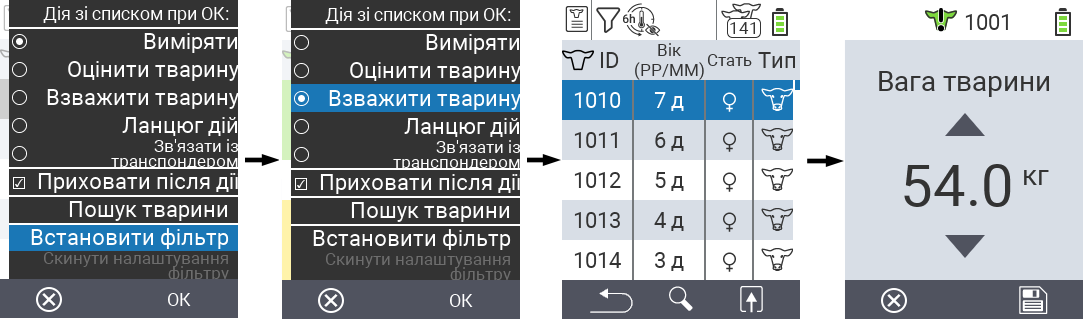 Дія зі списком при ОК:
Виміряти
Оцінити тварину
Взважити тварину
Ланцюг дій
Зв'язати із
транспондером
Приховати після дії
Пошук тварини
Встановити фільтр
Скинути налаштування
фільтру
OK
Дія зі списком при ОК:
Виміряти
Оцінити тварину
Взважити тварину
Ланцюг дій
Зв'язати із
транспондером
Приховати після дії
Пошук тварини
Встановити фільтр
Скинути налаштування
фільтру
OK
6h
141
ID Вік (РР/ММ) Стать Тип
1010 7 д ♀
1011 6 д ♀
1012 5 д ♀
1013 4 д ♀
1014 3 д ♀
1001
Вага тварини
54.0 кг